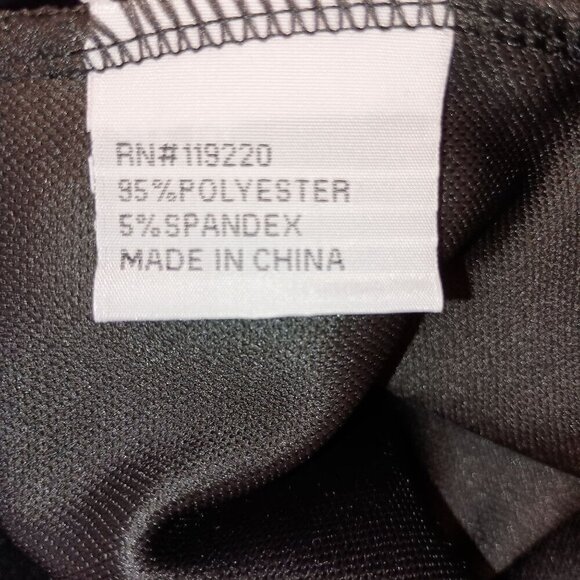 RN#119220
95%POLYESTER
5%SPANDEX
MADE IN CHINA